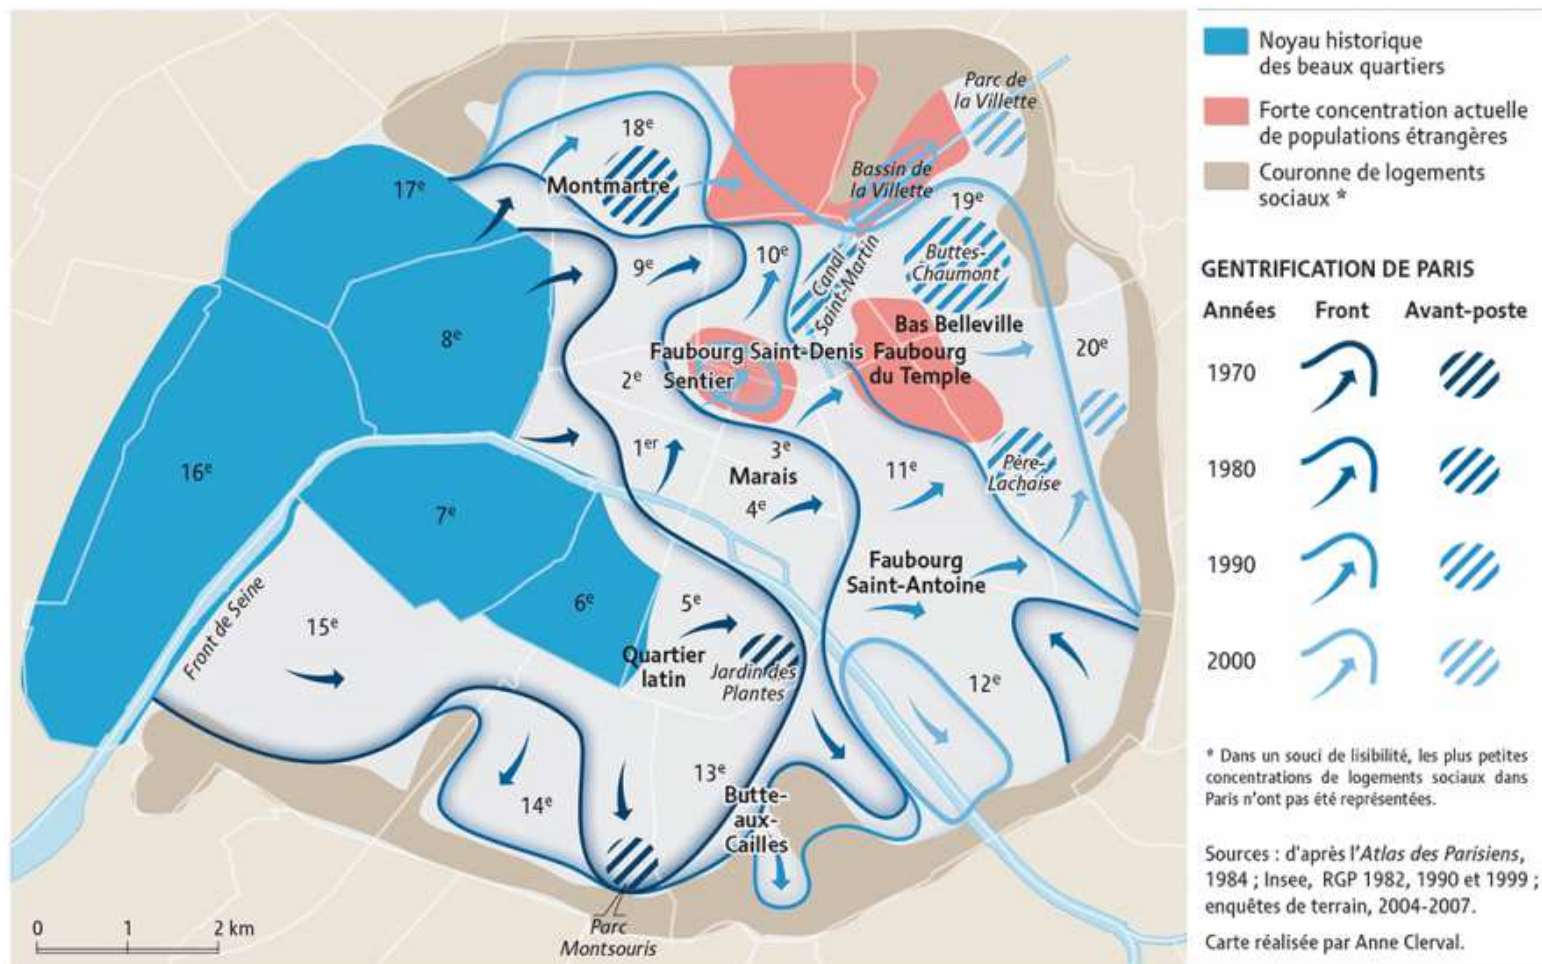 17e
18e
Montmartre
Parc de
la Villette
Bassin de
la Villette
19e
Buttes-
Chaumont
Canal-
Saint-Martin
10e
9e
8e
Bas Belleville
20e
Faubourg Saint-Denis
Sentier
Faubourg
du Temple
2e
1er
3e
Marais
4e
11e
Père-
Lachaise
16e
7e
6e
5e
Quartier
latin
Jardin des
Plantes
Faubourg
Saint-Antoine
12e
Front de Seine
15e
14e
13e
Butte-
aux-
Cailles
Parc
Montsouris
0 1 2 km
Noyau historique
des beaux quartiers
Forte concentration actuelle
de populations étrangères
Couronne de logements
sociaux *
GENTRIFICATION DE PARIS
Années Front Avant-poste
1970
1980
1990
2000
* Dans un souci de lisibilité, les plus petites
concentrations de logements sociaux dans
Paris n'ont pas été représentées.
Sources : d'après l'Atlas des Parisiens,
1984 ; Insee, RGP 1982, 1990 et 1999 ;
enquêtes de terrain, 2004-2007.
Carte réalisée par Anne Clerval.